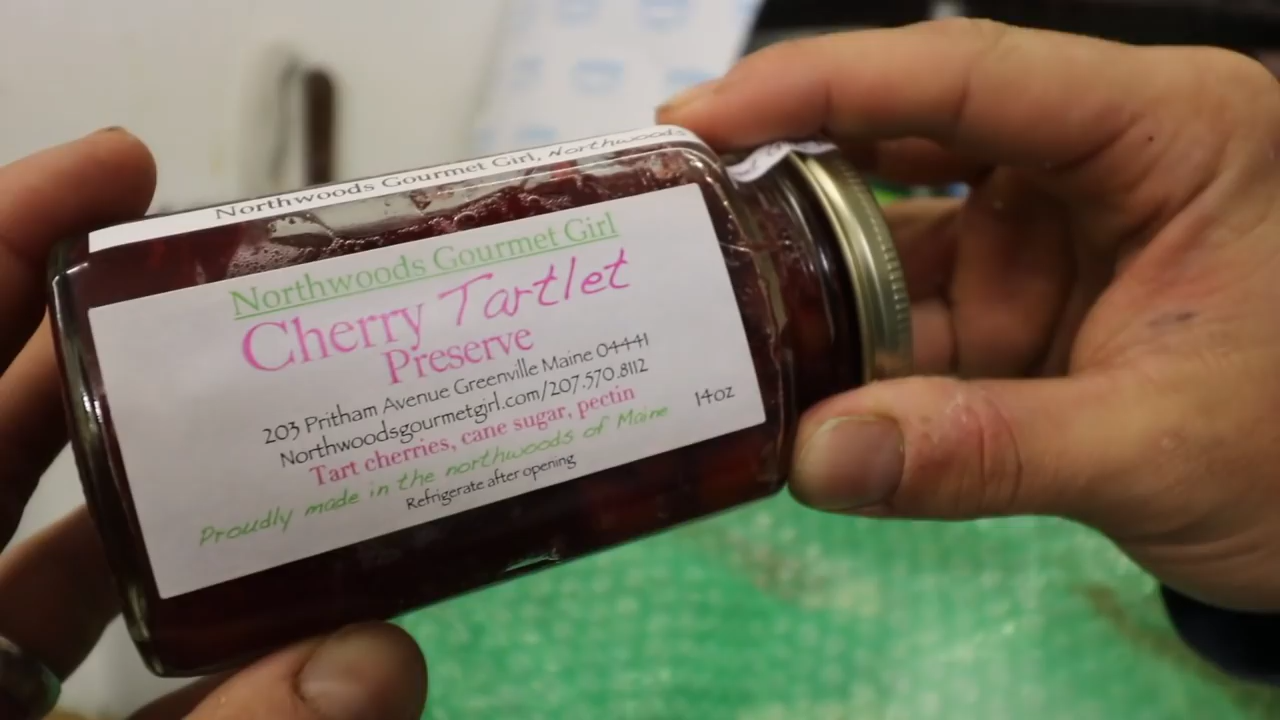 Northwoods Gourmet Girl, Northwoods
Northwoods Gourmet Girl
Cherry Tartlet
Preserve
203 Pritham Avenue Greenville Maine 04441
Northwoodsgourmetgirl.com/207.570.8112
Tart cherries, cane sugar, pectin
14oz
Proudly made in the northwoods of Maine
Refrigerate after opening